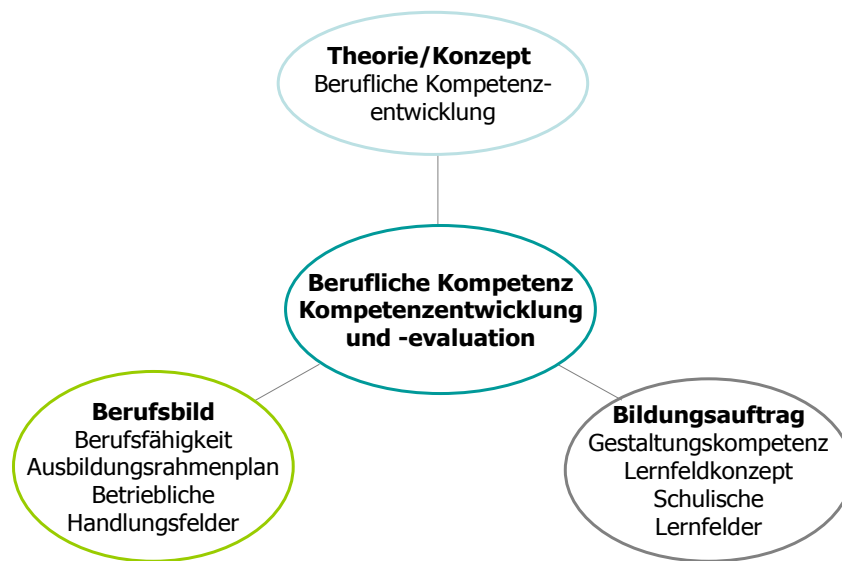 Theorie/Konzept
Berufliche Kompetenz-
entwicklung
Berufliche Kompetenz
Kompetenzentwicklung
und -evaluation
Berufsbild
Berufsfähigkeit
Ausbildungsrahmenplan
Betriebliche
Handlungsfelder
Bildungsauftrag
Gestaltungskompetenz
Lernfeldkonzept
Schulische
Lernfelder